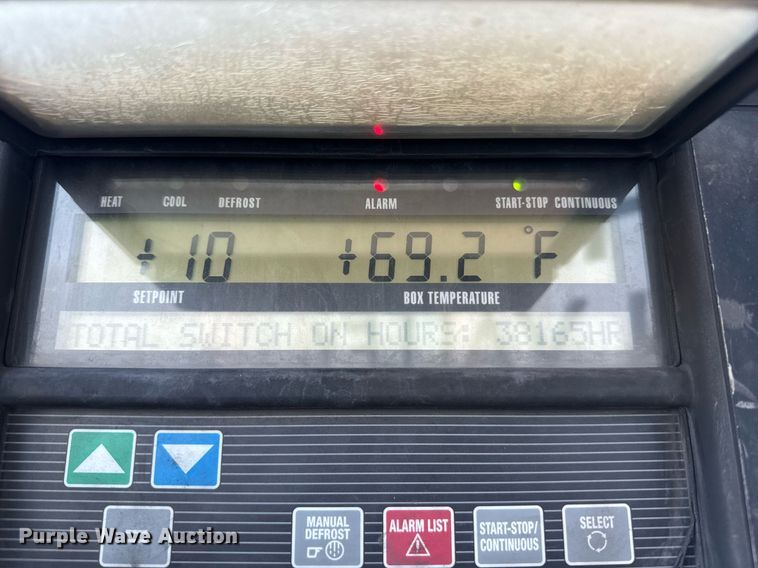 HEAT COOL DEFROST ALARM START-STOP CONTINUOUS
+10 +69.2 °F
SETPOINT BOX TEMPERATURE
TOTAL SWITCH ON HOURS: 38165HR
MANUAL DEFROST
ALARM LIST
START-STOP/ CONTINUOUS
SELECT
Purple Wave Auction